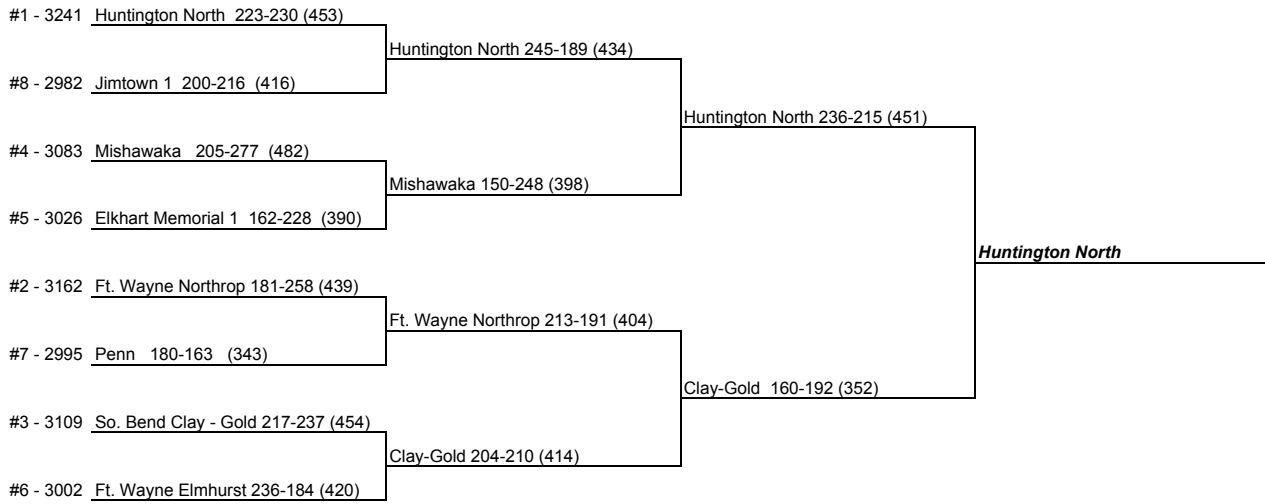 #1 - 3241 Huntington North 223-230 (453)
Huntington North 245-189 (434)
#8 - 2982 Jimtown 1 200-216 (416)
Huntington North 236-215 (451)
#4 - 3083 Mishawaka 205-277 (482)
Mishawaka 150-248 (398)
#5 - 3026 Elkhart Memorial 1 162-228 (390)
Huntington North
#2 - 3162 Ft. Wayne Northrop 181-258 (439)
Ft. Wayne Northrop 213-191 (404)
#7 - 2995 Penn 180-163 (343)
Clay-Gold 160-192 (352)
#3 - 3109 So. Bend Clay - Gold 217-237 (454)
Clay-Gold 204-210 (414)
#6 - 3002 Ft. Wayne Elmhurst 236-184 (420)